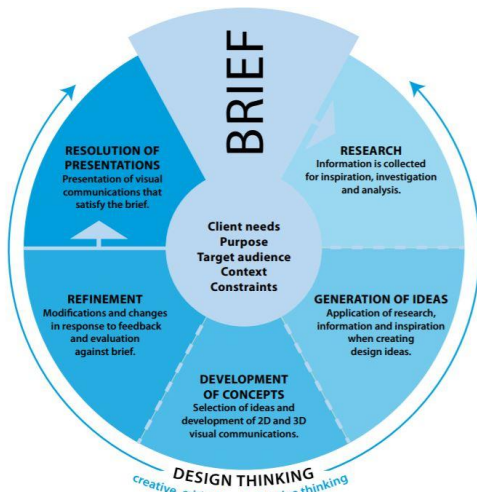 BRIEF
RESEARCH
Information is collected
for inspiration, investigation
and analysis.
GENERATION OF IDEAS
Application of research,
information and inspiration
when creating
design ideas.
DEVELOPMENT
OF CONCEPTS
Selection of ideas and
development of 2D and 3D
visual communications.
REFINEMENT
Modifications and changes
in response to feedback
and evaluation
against brief.
RESOLUTION OF
PRESENTATIONS
Presentation of visual
communications that
satisfy the brief.
Client needs
Purpose
Target audience
Context
Constraints
DESIGN THINKING
creative thinking